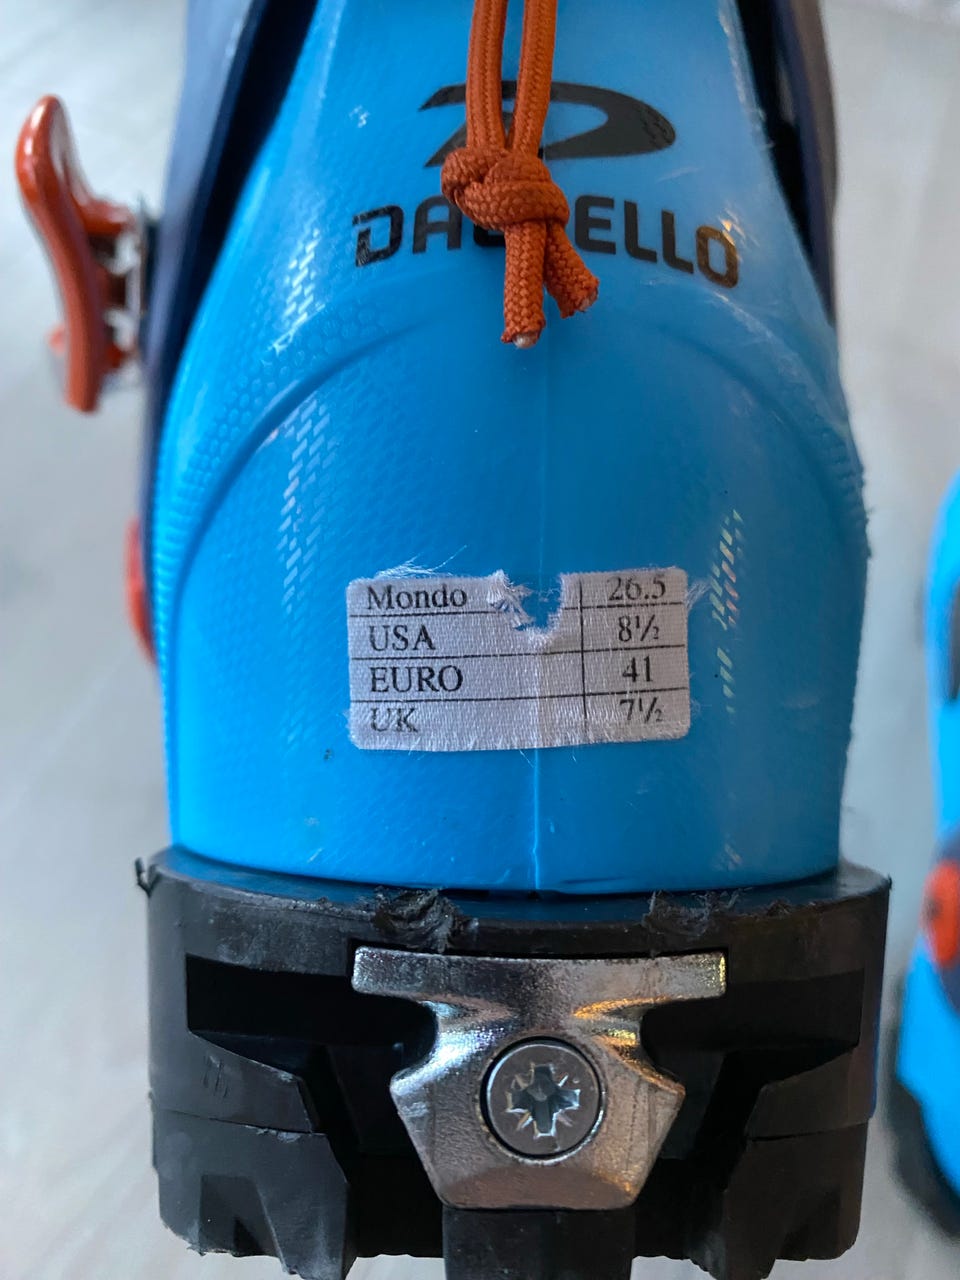 DALBELLO
Mondo 26.5
USA 8½
EURO 41
UK 7½